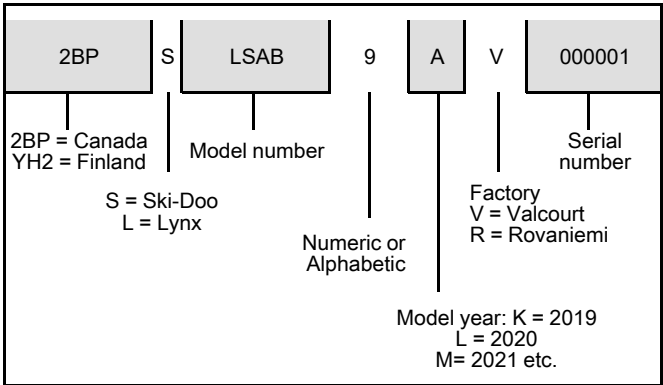 2BP S LSAB 9 A V 000001
2BP = Canada
YH2 = Finland
Model number
Serial
number
S = Ski-Doo
L = Lynx
Factory
V = Valcourt
R = Rovaniemi
Numeric or
Alphabetic
Model year: K = 2019
L = 2020
M= 2021 etc.